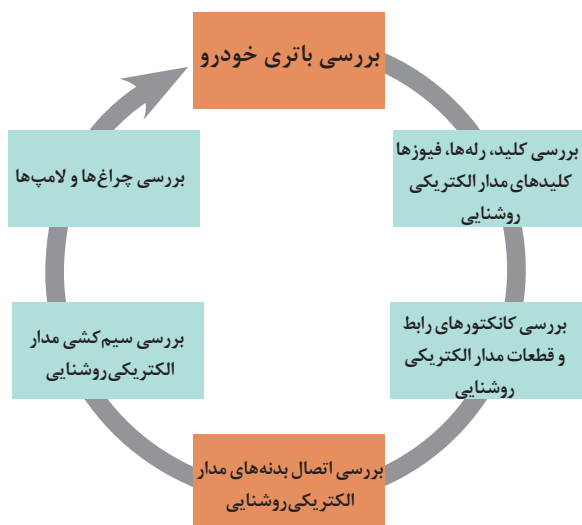 بررسی باتری خودرو
بررسی کلید، رله‌ها، فیوزها
کلیدهای مدار الکتریکی
روشنایی
بررسی کانکتورهای رابط
و قطعات مدار الکتریکی
روشنایی
بررسی اتصال بدنه‌های مدار
الکتریکی روشنایی
بررسی سیم‌کشی مدار
الکتریکی روشنایی
بررسی چراغ‌ها و لامپ‌ها